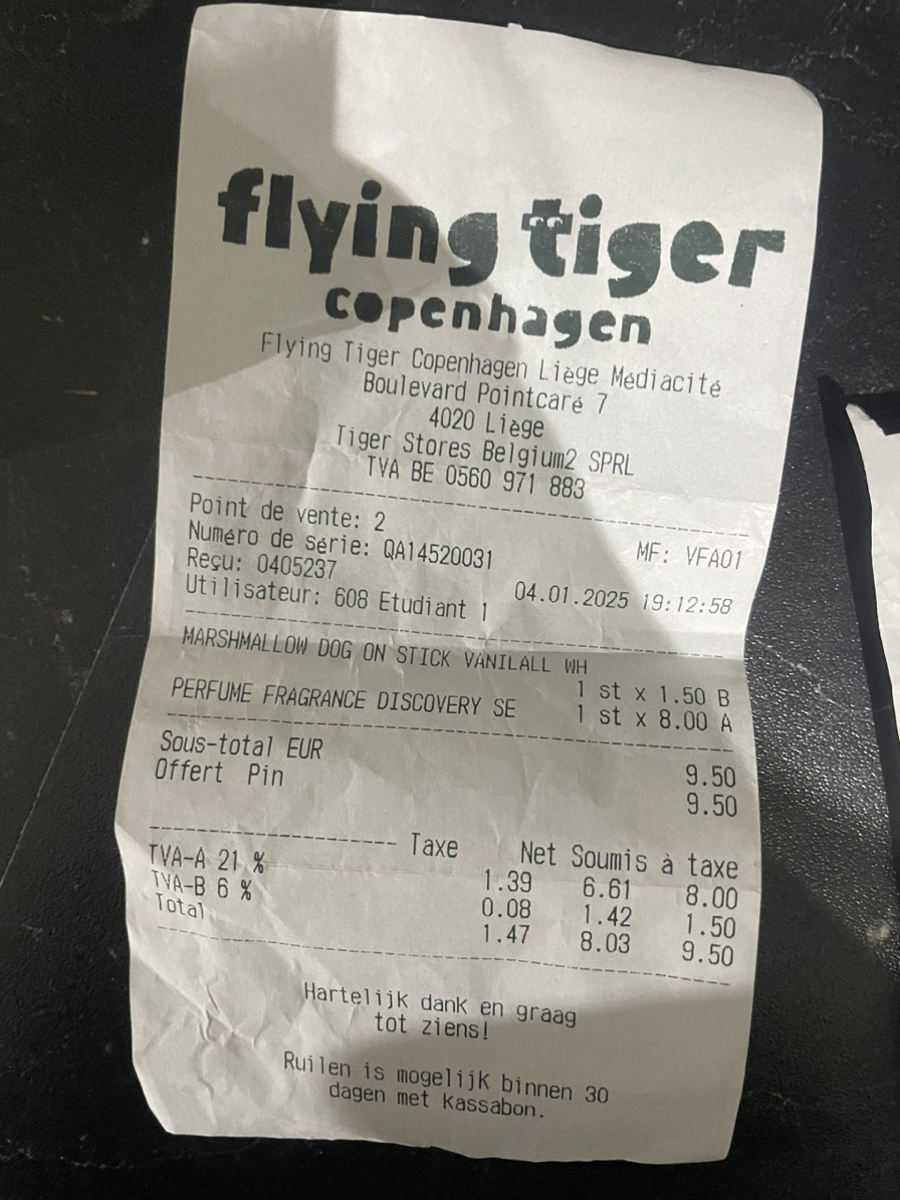 flying tiger
copenhagen
Flying Tiger Copenhagen Liège Médiacité
Boulevard Pointcaré 7
4020 Liège
Tiger Stores Belgium2 SPRL
TVA BE 0560 971 883
Point de vente: 2
Numéro de série: QA14520031 MF: VFA01
Reçu: 0405237
Utilisateur: 608 Etudiant 1 04.01.2025 19:12:58
MARSHMALLOW DOG ON STICK VANILALL WH
1 st x 1.50 B
PERFUME FRAGRANCE DISCOVERY SE 1 st x 8.00 A
Sous-total EUR 9.50
Offert Pin 9.50
Taxe Net Soumis à taxe
TVA-A 21 % 1.39 6.61 8.00
TVA-B 6 % 0.08 1.42 1.50
Total 1.47 8.03 9.50
Hartelijk dank en graag
tot ziens!
Ruilen is mogelijk binnen 30
dagen met Kassabon.